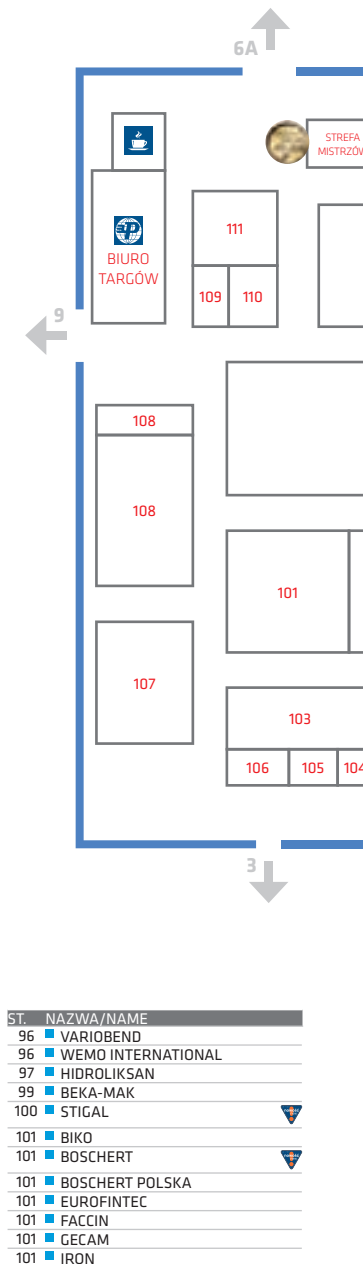 6A
STREFA
MISTRZÓW
BIURO
TARGÓW
111
109
110
9
108
108
101
107
103
106
105
104
3
ST. NAZWA/NAME
96 VARIOBEND
96 WEMO INTERNATIONAL
97 HIDROLIKSAN
99 BEKA-MAK
100 STIGAL
101 BIKO
101 BOSCHERT
101 BOSCHERT POLSKA
101 EUROFINTEC
101 FACCIN
101 GECAM
101 IRON